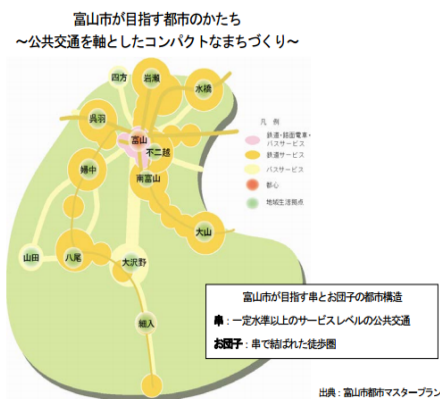 富山市が目指す都市のかたち
~公共交通を軸としたコンパクトなまちづくり~
四方
岩瀬
水橋
呉羽
富山
不二越
婦中
南富山
大山
山田
八尾
大沢野
細入
凡 例
鉄道・路面電車・
バスサービス
鉄道サービス
バスサービス
都心
地域生活拠点
富山市が目指す串とお団子の都市構造
串：一定水準以上のサービスレベルの公共交通
お団子：串で結ばれた徒歩圏
出典：富山市都市マスタープラン